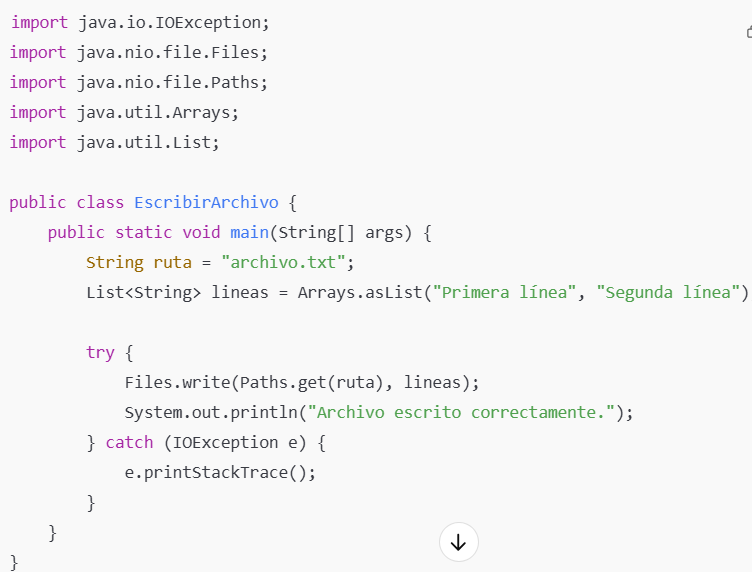 import java.io.IOException;
import java.nio.file.Files;
import java.nio.file.Paths;
import java.util.Arrays;
import java.util.List;

public class EscribirArchivo {
    public static void main(String[] args) {
        String ruta = "archivo.txt";
        List<String> lineas = Arrays.asList("Primera línea", "Segunda línea")

        try {
            Files.write(Paths.get(ruta), lineas);
            System.out.println("Archivo escrito correctamente.");
        } catch (IOException e) {
            e.printStackTrace();
        }
    }
}